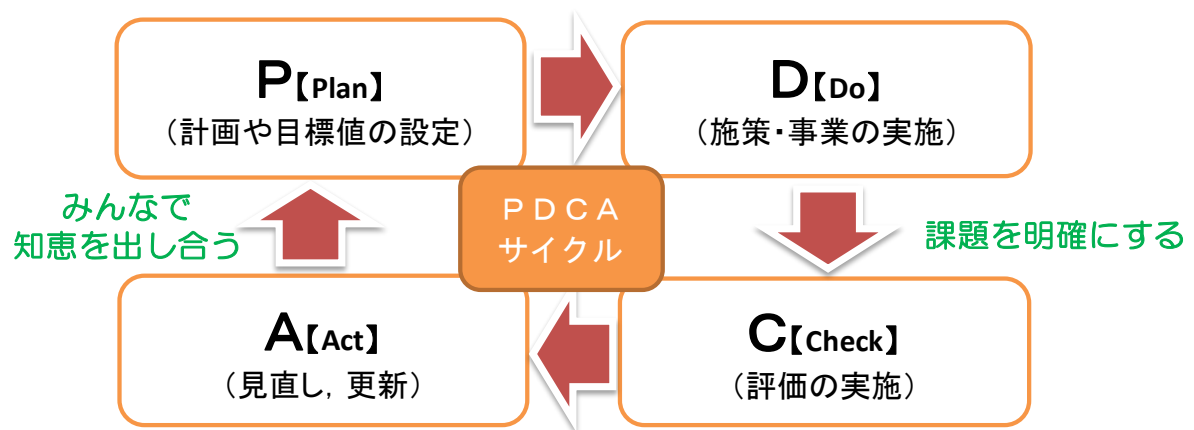 P【Plan】
（計画や目標値の設定）
D【Do】
（施策・事業の実施）
みんなで
知恵を出し合う
ＰＤＣＡ
サイクル
課題を明確にする
A【Act】
（見直し，更新）
C【Check】
（評価の実施）